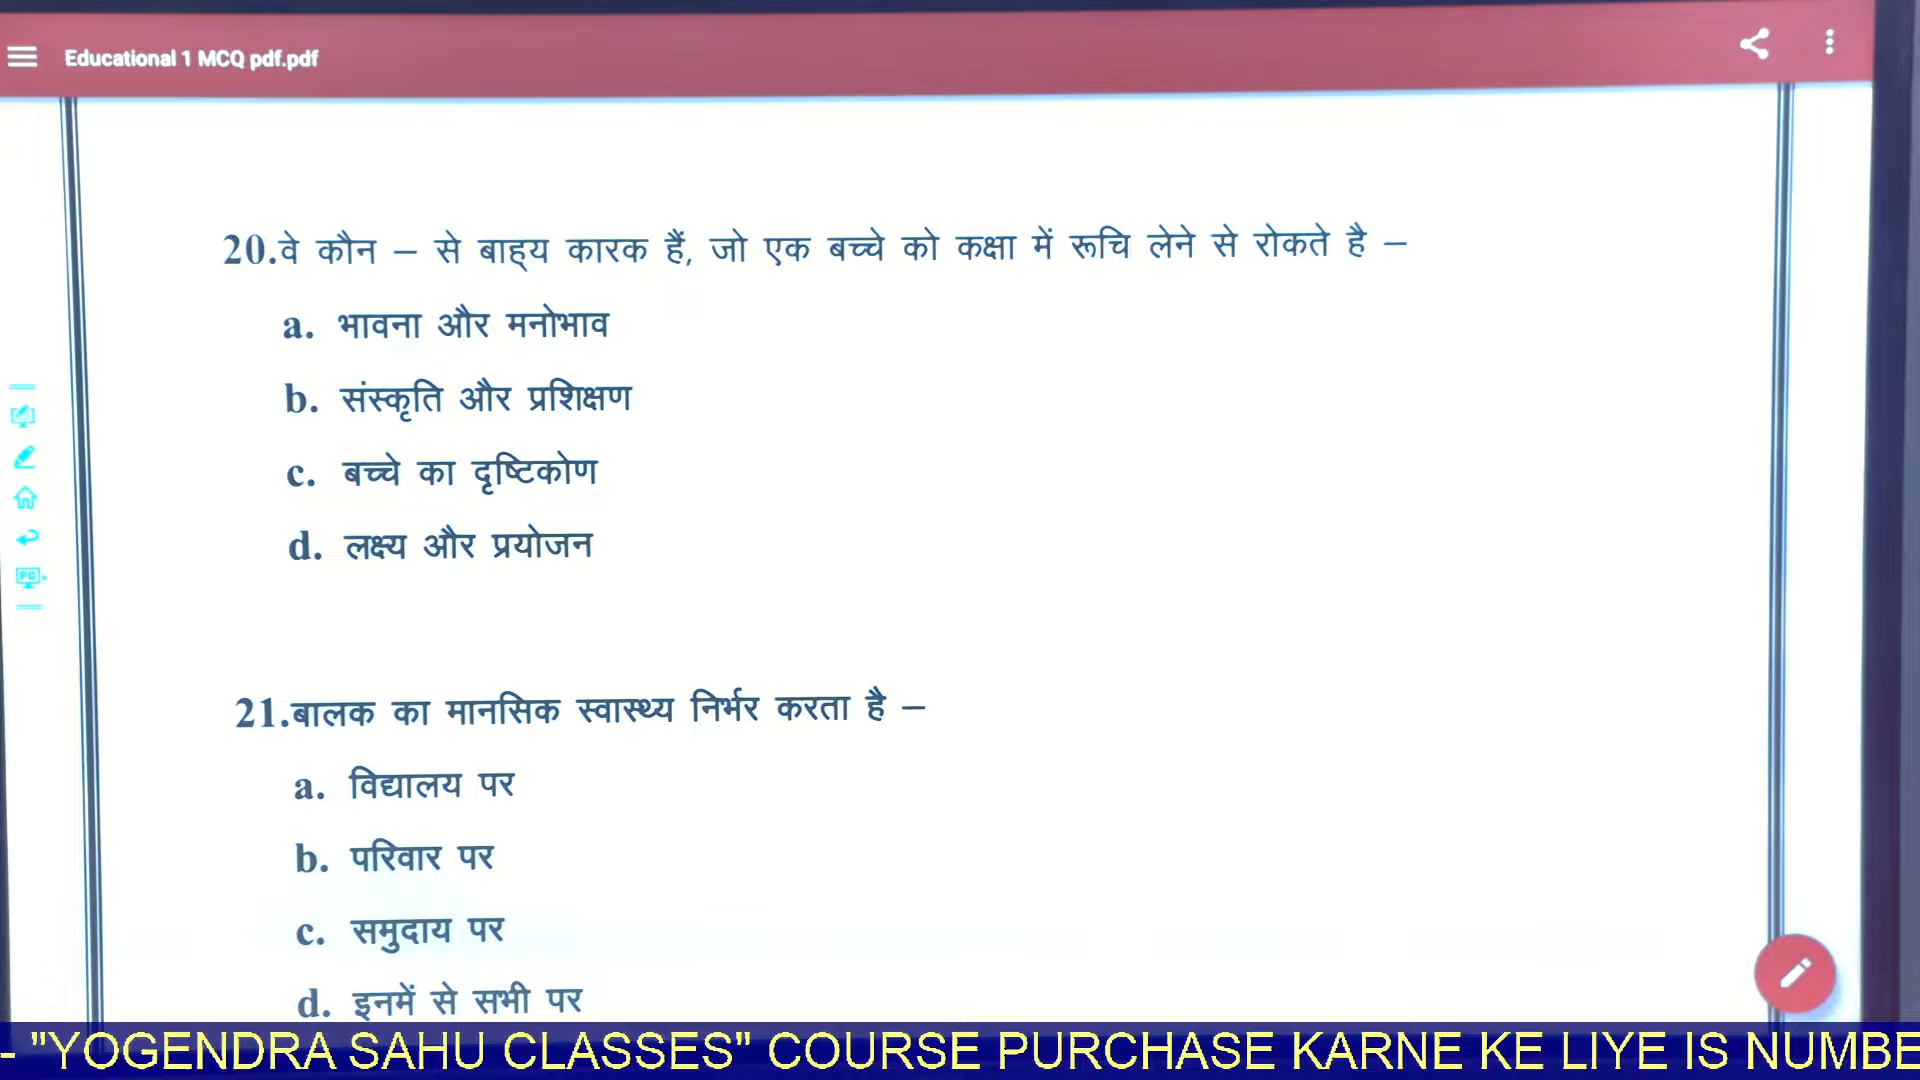 Educational 1 MCQ pdf.pdf
20.वे कौन – से बाह्य कारक हैं, जो एक बच्चे को कक्षा में रूचि लेने से रोकते है –
a. भावना और मनोभाव
b. संस्कृति और प्रशिक्षण
c. बच्चे का दृष्टिकोण
d. लक्ष्य और प्रयोजन
21.बालक का मानसिक स्वास्थ्य निर्भर करता है –
a. विद्यालय पर
b. परिवार पर
c. समुदाय पर
d. इनमें से सभी पर
PC
- "YOGENDRA SAHU CLASSES" COURSE PURCHASE KARNE KE LIYE IS NUMBE